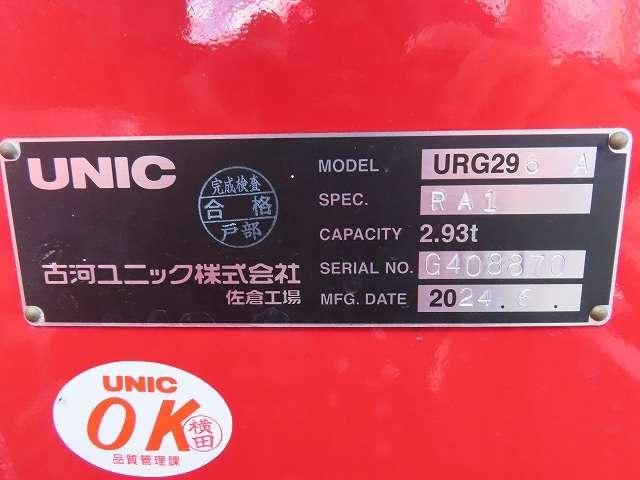 UNIC
完成検査
合格
戸部
古河ユニック株式会社
佐倉工場
MODEL URG296 A
SPEC. RA1
CAPACITY 2.93t
SERIAL NO. G408870
MFG. DATE 2024.6.
UNIC
OK
横田
品質管理課